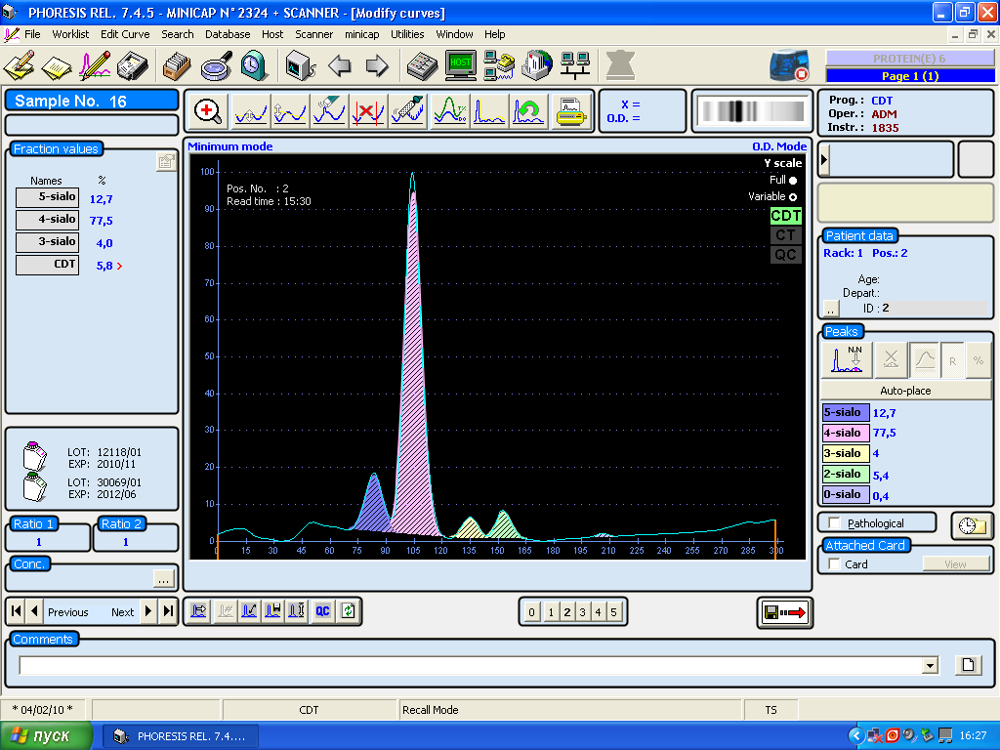 PHORESIS REL. 7.4.5 - MINICAP N° 2324 + SCANNER - [Modify curves]
File Worklist Edit Curve Search Database Host Scanner minicap Utilities Window Help
HOST
PROTEIN(E) 6
Page 1 (1)
Sample No. 16
X =
O.D. =
Prog.: CDT
Oper.: ADM
Instr.: 1835
Fraction values
Names %
5-sialo 12,7
4-sialo 77,5
3-sialo 4,0
CDT 5,8 >
Minimum mode
O.D. Mode
Pos. No. : 2
Read time : 15:30
Y scale
Full
Variable
CDT
CT
QC
100
90
80
70
60
50
40
30
20
10
0
0 15 30 45 60 75 90 105 120 135 150 165 180 195 210 225 240 255 270 285 300
Patient data
Rack: 1 Pos.: 2
Age:
Depart.:
.. ID : 2
Peaks
N.N
R
%
Auto-place
5-sialo 12,7
4-sialo 77,5
3-sialo 4
2-sialo 5,4
0-sialo 0,4
Pathological
Attached Card
Card View
LOT: 12118/01
EXP: 2010/11
LOT: 30069/01
EXP: 2012/06
Ratio 1 Ratio 2
1 1
Conc.
...
Previous Next
QC
0 1 2 3 4 5
Comments
* 04/02/10 * CDT Recall Mode TS
пуск PHORESIS REL. 7.4.... 16:27